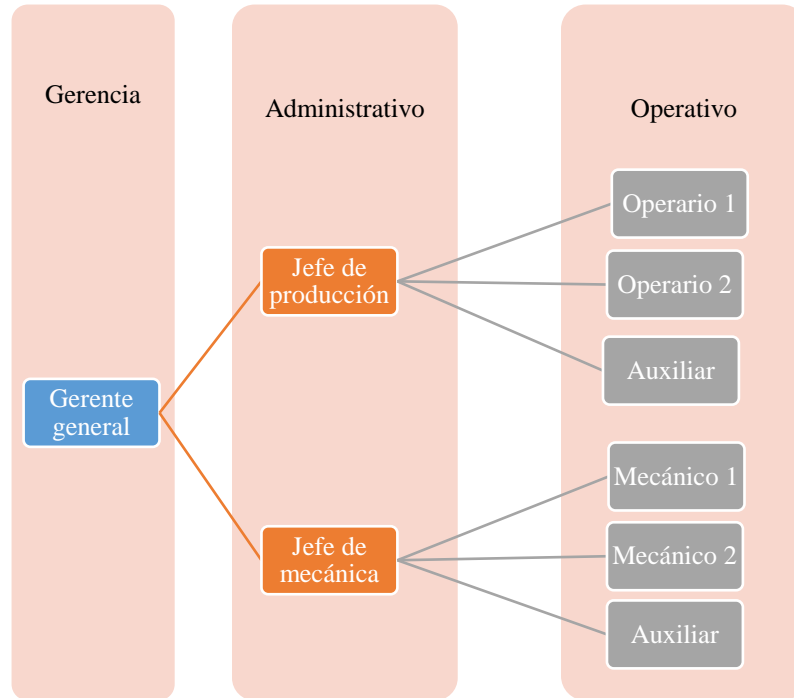 Gerencia
Administrativo
Operativo
Operario 1
Jefe de
producción
Operario 2
Auxiliar
Gerente
general
Mecánico 1
Jefe de
mecánica
Mecánico 2
Auxiliar